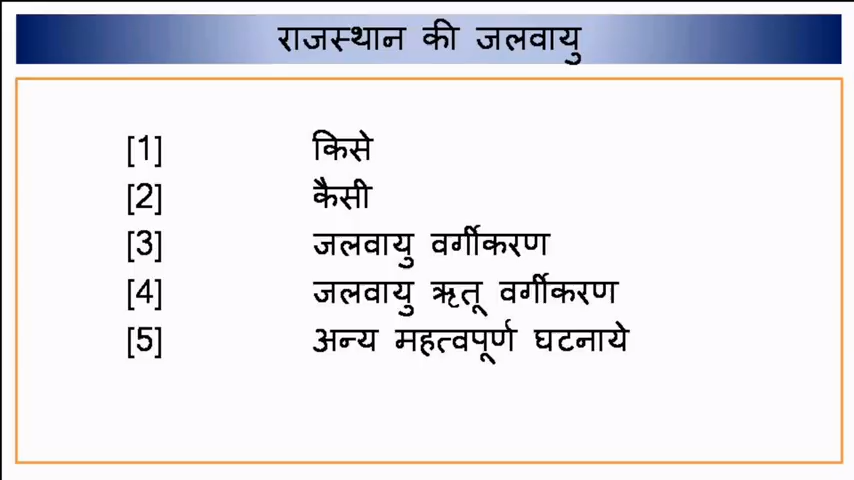 राजस्थान की जलवायु
[1] किसे
[2] कैसी
[3] जलवायु वर्गीकरण
[4] जलवायु ऋतू वर्गीकरण
[5] अन्य महत्वपूर्ण घटनाये